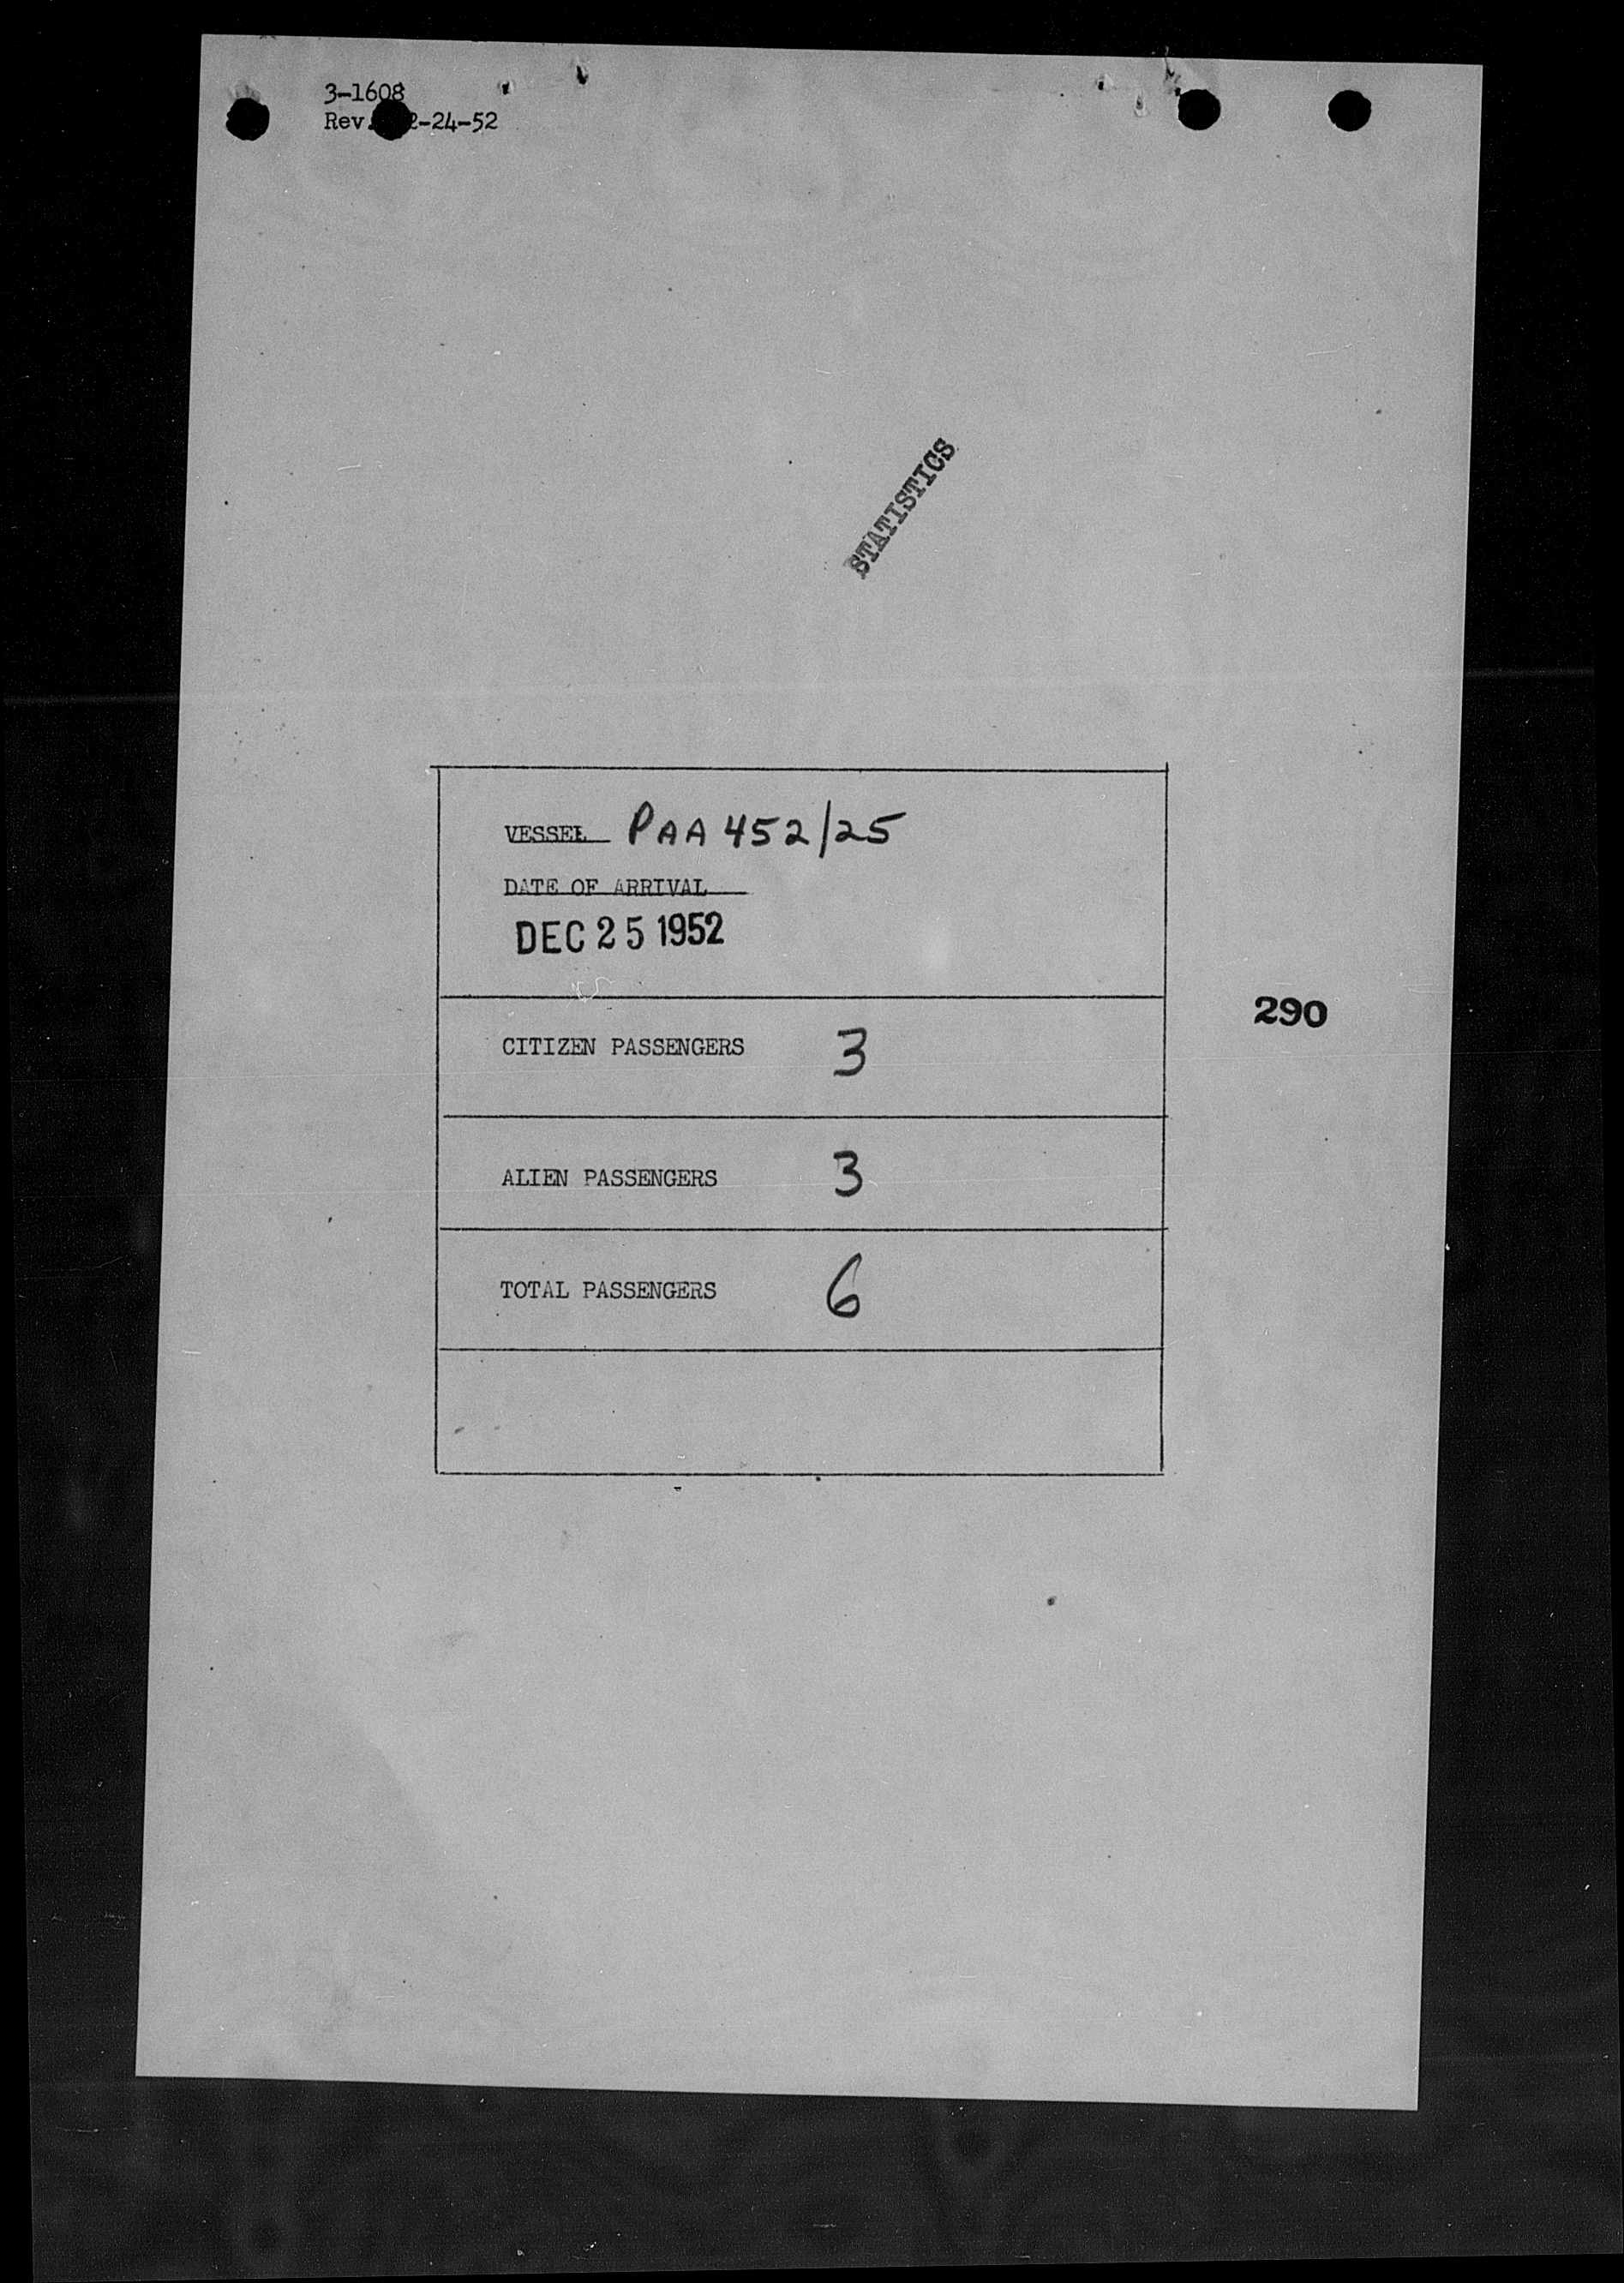 3-1608
Rev. 2-24-52
STATISTICS
VESSEL PAA 452/25
DATE OF ARRIVAL
DEC 25 1952
290
CITIZEN PASSENGERS 3
ALIEN PASSENGERS 3
TOTAL PASSENGERS 6